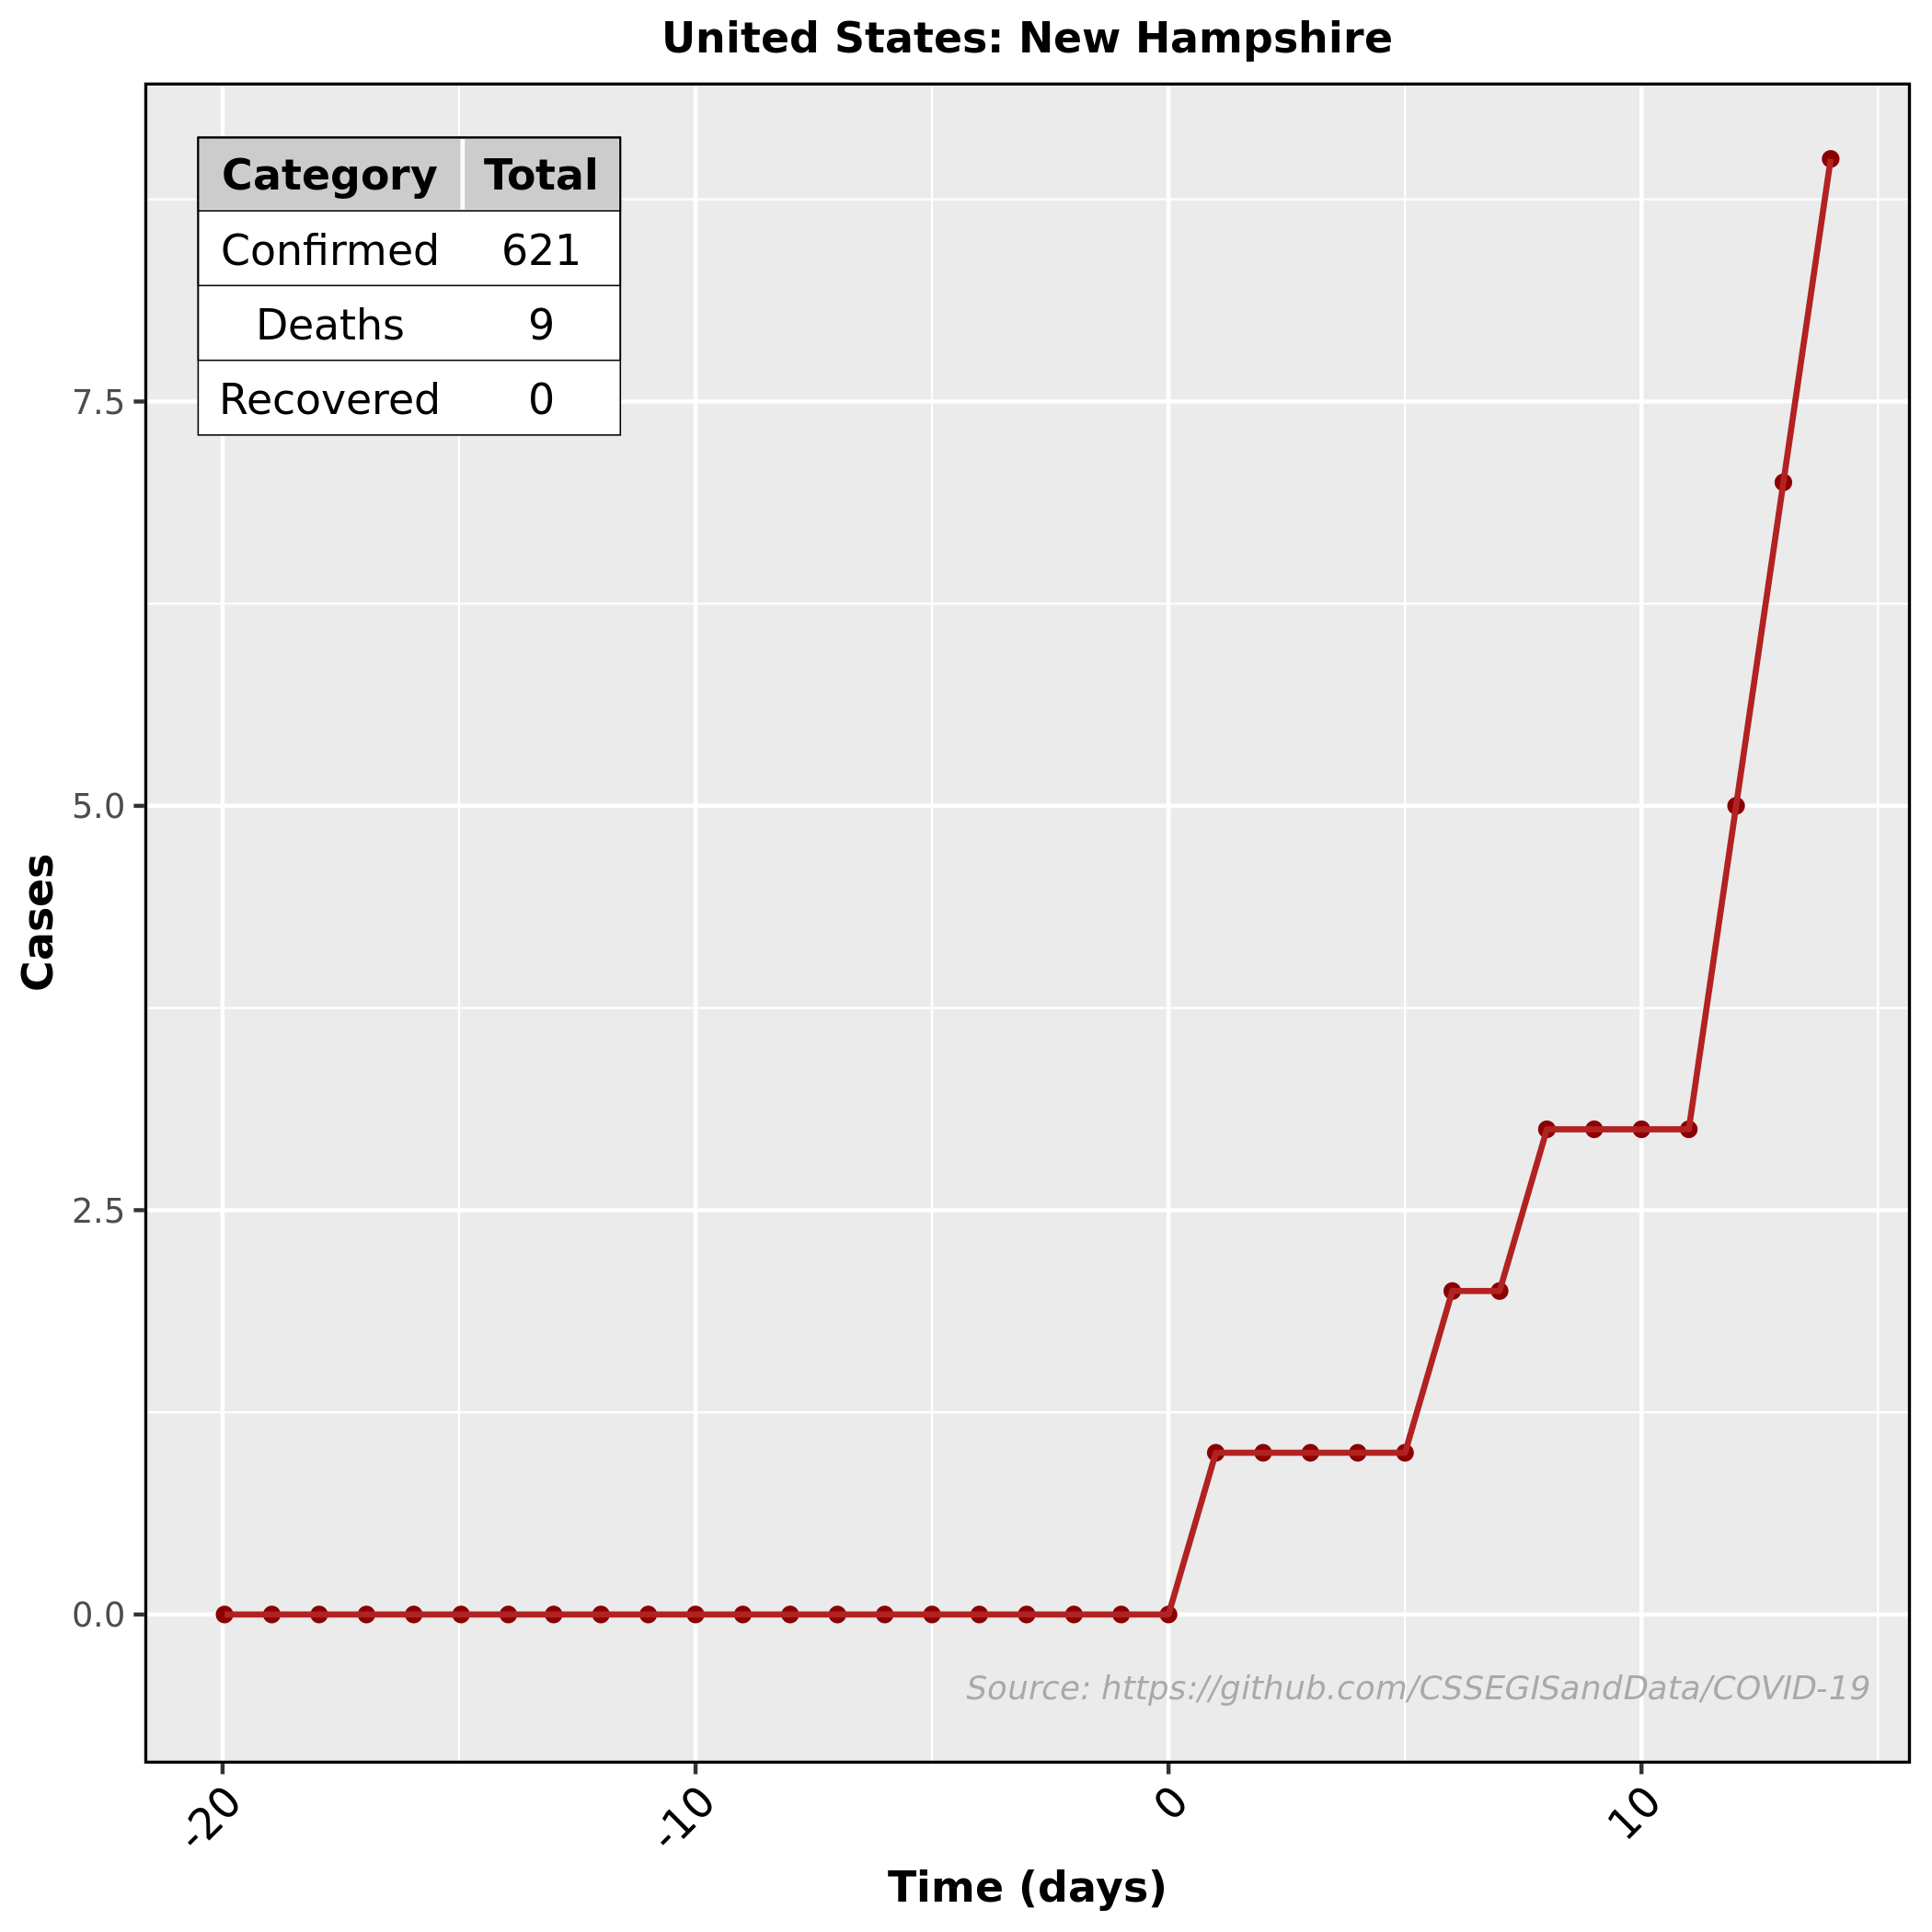 United States: New Hampshire
Category Total
Confirmed 621
Deaths 9
Recovered 0
7.5
5.0
2.5
0.0
Cases
Source: https://github.com/CSSEGISandData/COVID-19
-20 -10 0 10
Time (days)